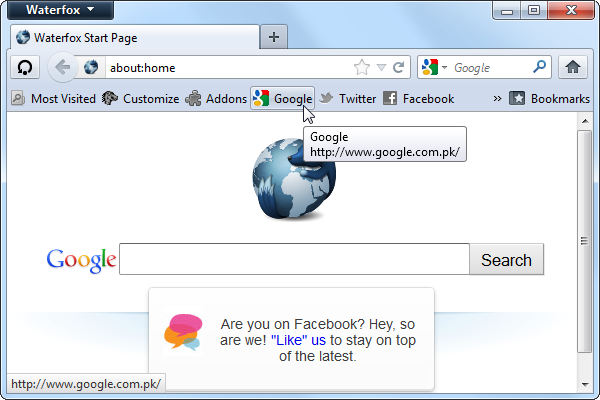 Waterfox
Waterfox Start Page
about:home
Google
Most Visited Customize Addons Google Twitter Facebook » Bookmarks
Google
http://www.google.com.pk/
Google Search
Are you on Facebook? Hey, so
are we! "Like" us to stay on top
of the latest.
http://www.google.com.pk/